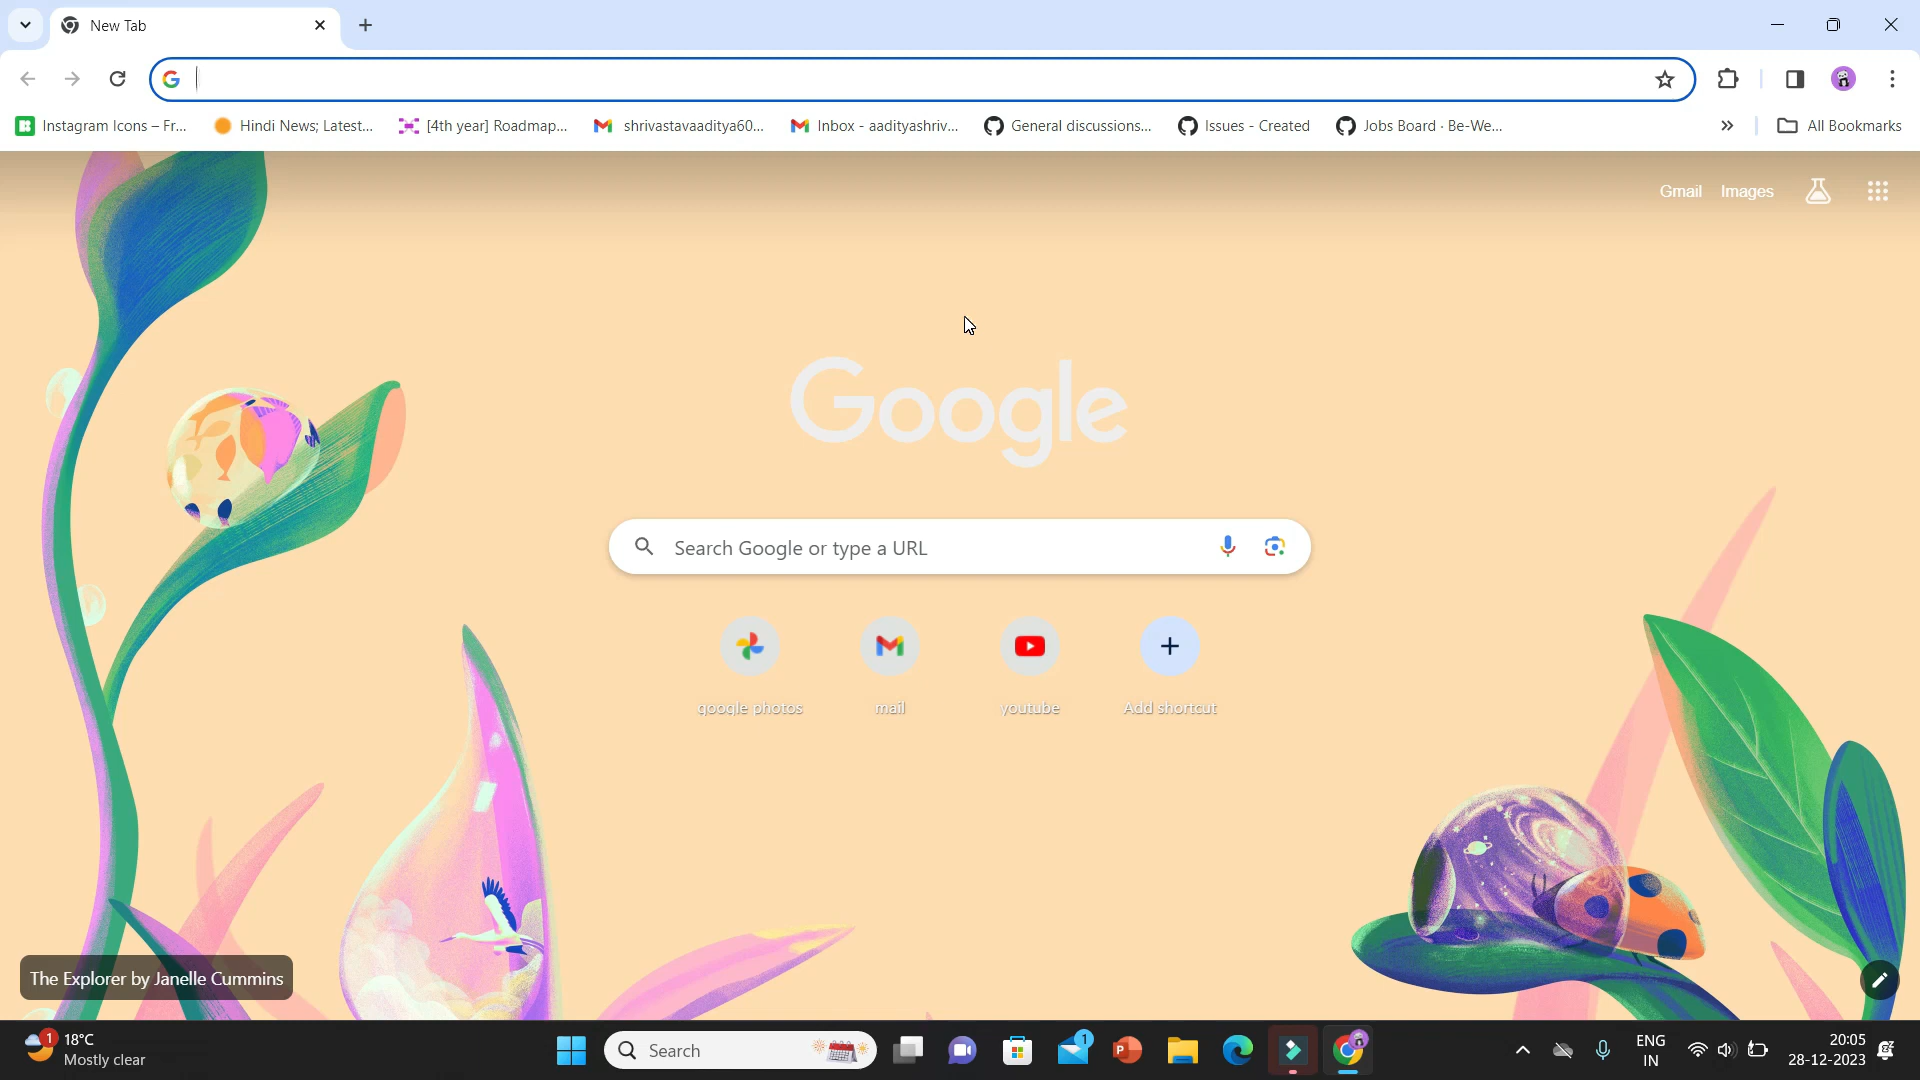 New Tab
Instagram Icons – Fr...
Hindi News; Latest...
[4th year] Roadmap...
shrivastavaaditya60...
Inbox - aadityashriv...
General discussions...
Issues - Created
Jobs Board · Be-We...
All Bookmarks
Gmail
Images
Google
Search Google or type a URL
google photos
mail
youtube
Add shortcut
The Explorer by Janelle Cummins
1
18°C
Mostly clear
Search
1
ENG
IN
20:05
28-12-2023